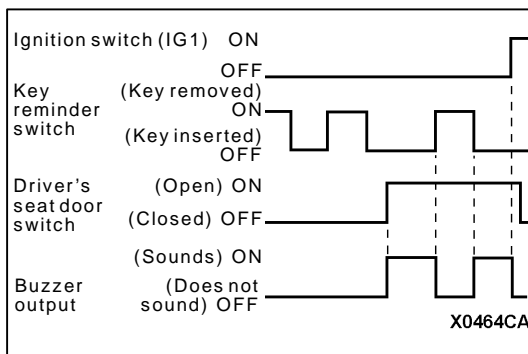 Ignition switch (IG1) ON
OFF
Key (Key removed)
reminder ON
switch
(Key inserted)
OFF
Driver's (Open) ON
seat door
switch (Closed) OFF
(Sounds) ON
Buzzer (Does not
output sound) OFF
X0464CA